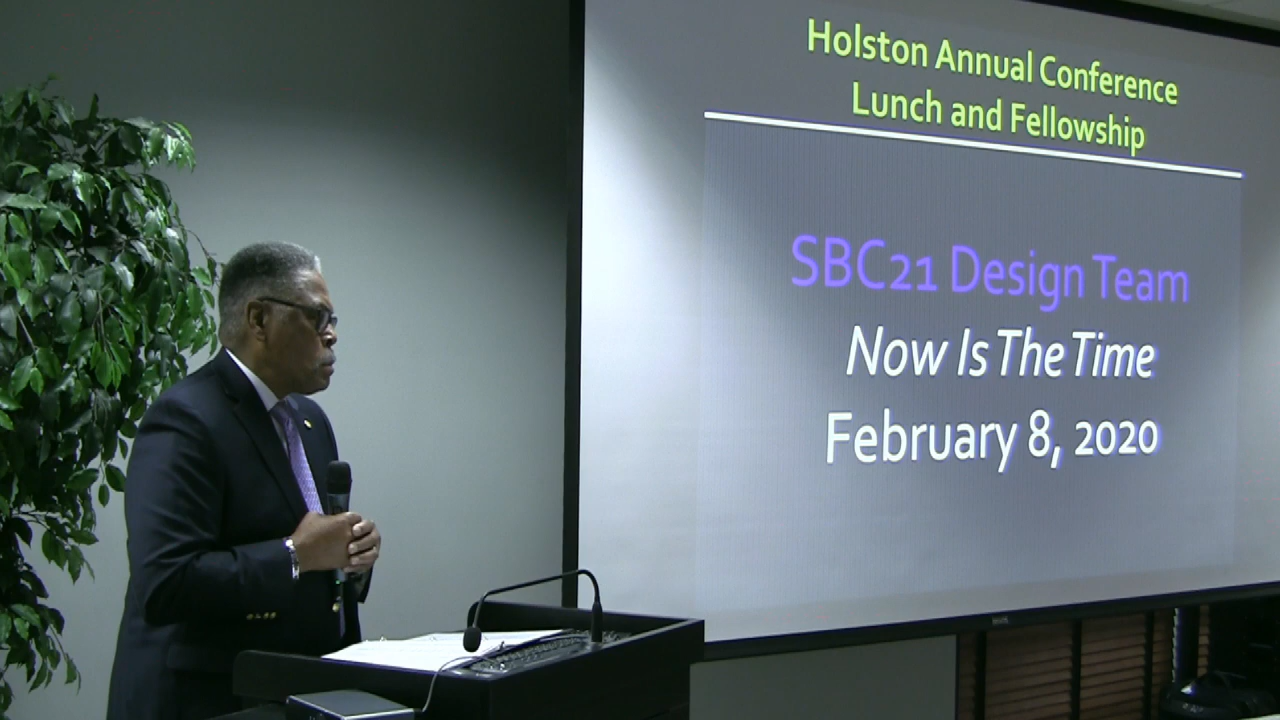 Holston Annual Conference
Lunch and Fellowship
SBC21 Design Team
Now Is The Time
February 8, 2020